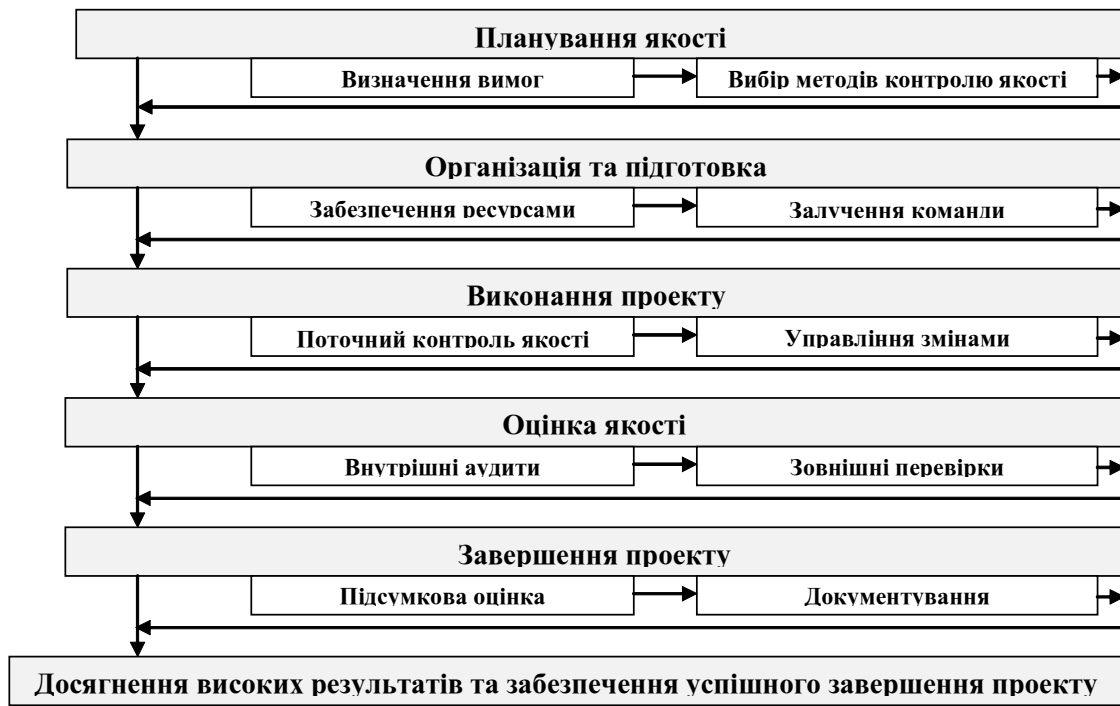 Планування якості
Визначення вимог
Вибір методів контролю якості
Організація та підготовка
Забезпечення ресурсами
Залучення команди
Виконання проекту
Поточний контроль якості
Управління змінами
Оцінка якості
Внутрішні аудити
Зовнішні перевірки
Завершення проекту
Підсумкова оцінка
Документування
Досягнення високих результатів та забезпечення успішного завершення проекту